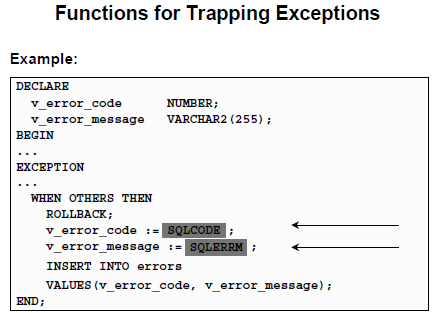 Functions for Trapping Exceptions
Example:
DECLARE
v_error_code NUMBER;
v_error_message VARCHAR2(255);
BEGIN
...
EXCEPTION
...
WHEN OTHERS THEN
ROLLBACK;
v_error_code := SQLCODE ;
v_error_message := SQLERRM ;
INSERT INTO errors
VALUES(v_error_code, v_error_message);
END;